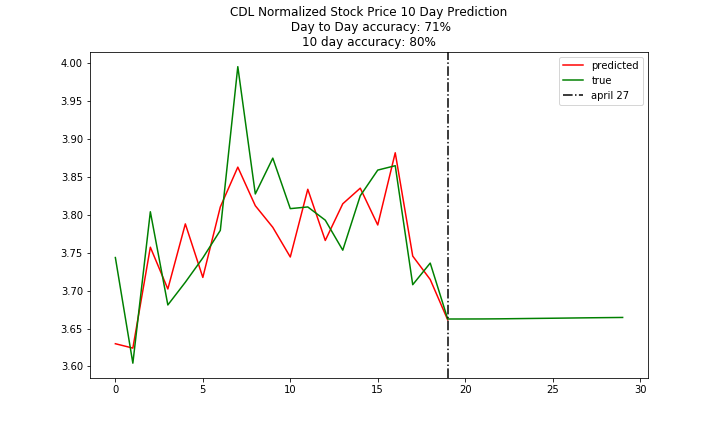 CDL Normalized Stock Price 10 Day Prediction
Day to Day accuracy: 71%
10 day accuracy: 80%
predicted
true
april 27
4.00
3.95
3.90
3.85
3.80
3.75
3.70
3.65
3.60
0
5
10
15
20
25
30